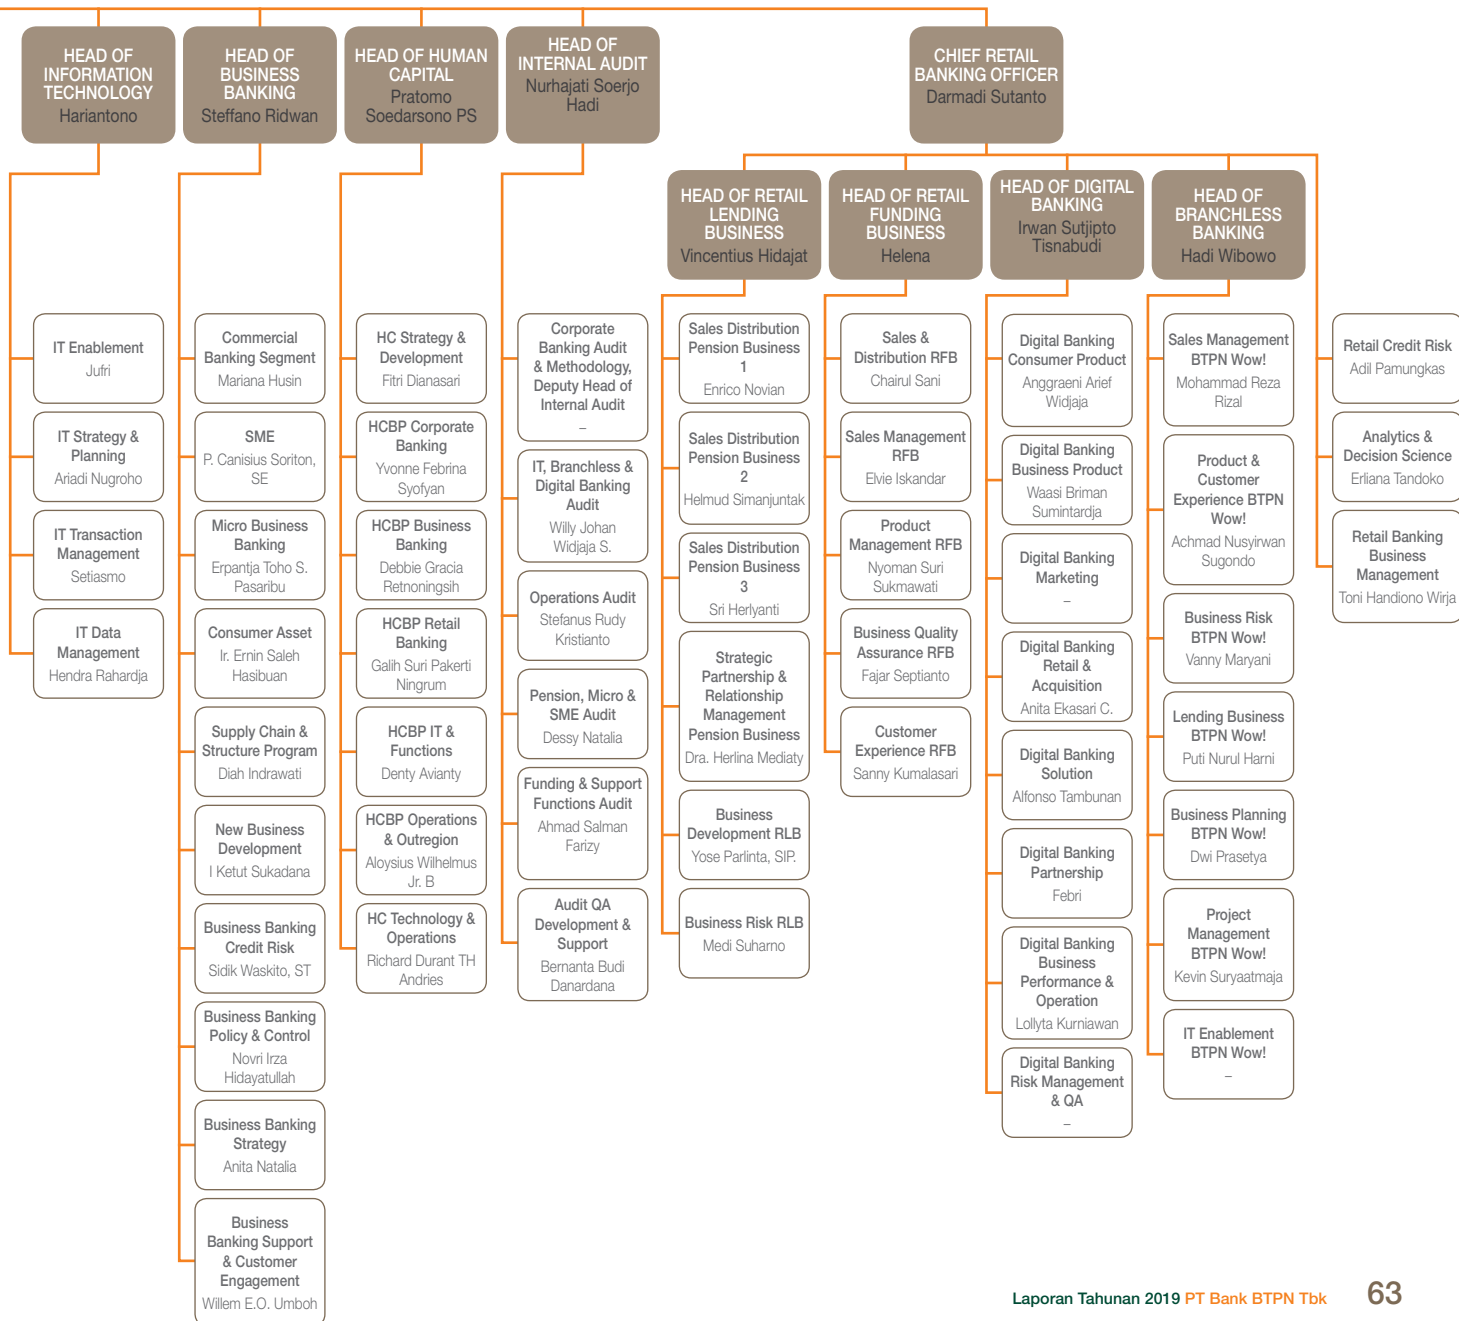 HEAD OF
INFORMATION
TECHNOLOGY
Hariantono
HEAD OF
BUSINESS
BANKING
Steffano Ridwan
HEAD OF HUMAN
CAPITAL
Pratomo
Soedarsono PS
HEAD OF
INTERNAL AUDIT
Nurhajati Soerjo
Hadi
CHIEF RETAIL
BANKING OFFICER
Darmadi Sutanto
HEAD OF RETAIL
LENDING
BUSINESS
Vincentius Hidajat
HEAD OF RETAIL
FUNDING
BUSINESS
Helena
HEAD OF DIGITAL
BANKING
Irwan Sutjipto
Tisnabudi
HEAD OF
BRANCHLESS
BANKING
Hadi Wibowo
IT Enablement
Jufri
IT Strategy &
Planning
Ariadi Nugroho
IT Transaction
Management
Setiasmo
IT Data
Management
Hendra Rahardja
Commercial
Banking Segment
Mariana Husin
SME
P. Canisius Soriton,
SE
Micro Business
Banking
Erpantja Toho S.
Pasaribu
Consumer Asset
Ir. Ernin Saleh
Hasibuan
Supply Chain &
Structure Program
Diah Indrawati
New Business
Development
I Ketut Sukadana
Business Banking
Credit Risk
Sidik Waskito, ST
Business Banking
Policy & Control
Novri Irza
Hidayatullah
Business Banking
Strategy
Anita Natalia
Business
Banking Support
& Customer
Engagement
Willem E.O. Umboh
HC Strategy &
Development
Fitri Dianasari
HCBP Corporate
Banking
Yvonne Febrina
Syofyan
HCBP Business
Banking
Debbie Gracia
Retnoningsih
HCBP Retail
Banking
Galih Suri Pakerti
Ningrum
HCBP IT &
Functions
Denty Avianty
HCBP Operations
& Outregion
Aloysius Wilhelmus
Jr. B
HC Technology &
Operations
Richard Durant TH
Andries
Corporate
Banking Audit
& Methodology,
Deputy Head of
Internal Audit
–
IT, Branchless &
Digital Banking
Audit
Willy Johan
Widjaja S.
Operations Audit
Stefanus Rudy
Kristianto
Pension, Micro &
SME Audit
Dessy Natalia
Funding & Support
Functions Audit
Ahmad Salman
Farizy
Audit QA
Development &
Support
Bernanta Budi
Danardana
Sales Distribution
Pension Business
1
Enrico Novian
Sales Distribution
Pension Business
2
Helmud Simanjuntak
Sales Distribution
Pension Business
3
Sri Herlyanti
Strategic
Partnership &
Relationship
Management
Pension Business
Dra. Herlina Mediaty
Business
Development RLB
Yose Parlinta, SIP.
Business Risk RLB
Medi Suharno
Sales &
Distribution RFB
Chairul Sani
Sales Management
RFB
Elvie Iskandar
Product
Management RFB
Nyoman Suri
Sukmawati
Business Quality
Assurance RFB
Fajar Septianto
Customer
Experience RFB
Sanny Kumalasari
Digital Banking
Consumer Product
Anggraeni Arief
Widjaja
Digital Banking
Business Product
Waasi Briman
Sumintardja
Digital Banking
Marketing
–
Digital Banking
Retail &
Acquisition
Anita Ekasari C.
Digital Banking
Solution
Alfonso Tambunan
Digital Banking
Partnership
Febri
Digital Banking
Business
Performance &
Operation
Lollyta Kurniawan
Digital Banking
Risk Management
& QA
–
Sales Management
BTPN Wow!
Mohammad Reza
Rizal
Product &
Customer
Experience BTPN
Wow!
Achmad Nusyirwan
Sugondo
Business Risk
BTPN Wow!
Vanny Maryani
Lending Business
BTPN Wow!
Puti Nurul Harni
Business Planning
BTPN Wow!
Dwi Prasetya
Project
Management
BTPN Wow!
Kevin Suryaatmaja
IT Enablement
BTPN Wow!
–
Retail Credit Risk
Adil Pamungkas
Analytics &
Decision Science
Erliana Tandoko
Retail Banking
Business
Management
Toni Handiono Wirja
Laporan Tahunan 2019 PT Bank BTPN Tbk 63